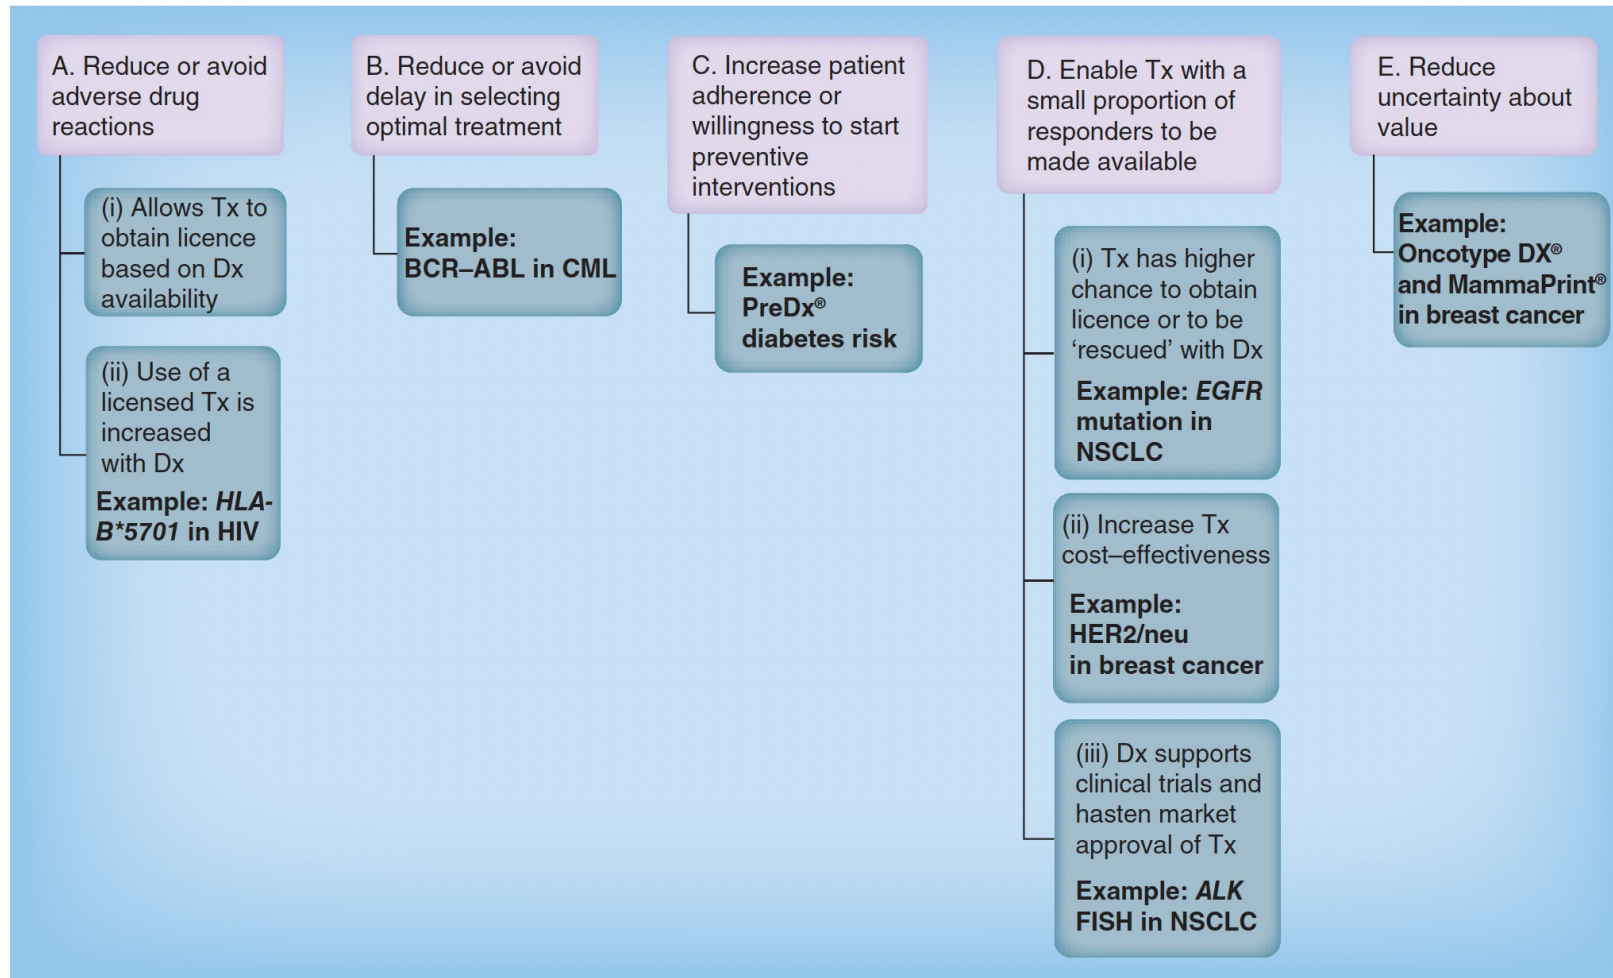 A. Reduce or avoid
adverse drug
reactions
(i) Allows Tx to
obtain licence
based on Dx
availability
(ii) Use of a
licensed Tx is
increased
with Dx
Example: HLA-
B*5701 in HIV
B. Reduce or avoid
delay in selecting
optimal treatment
Example:
BCR–ABL in CML
C. Increase patient
adherence or
willingness to start
preventive
interventions
Example:
PreDx®
diabetes risk
D. Enable Tx with a
small proportion of
responders to be
made available
(i) Tx has higher
chance to obtain
licence or to be
‘rescued’ with Dx
Example: EGFR
mutation in
NSCLC
(ii) Increase Tx
cost–effectiveness
Example:
HER2/neu
in breast cancer
(iii) Dx supports
clinical trials and
hasten market
approval of Tx
Example: ALK
FISH in NSCLC
E. Reduce
uncertainty about
value
Example:
Oncotype DX®
and MammaPrint®
in breast cancer